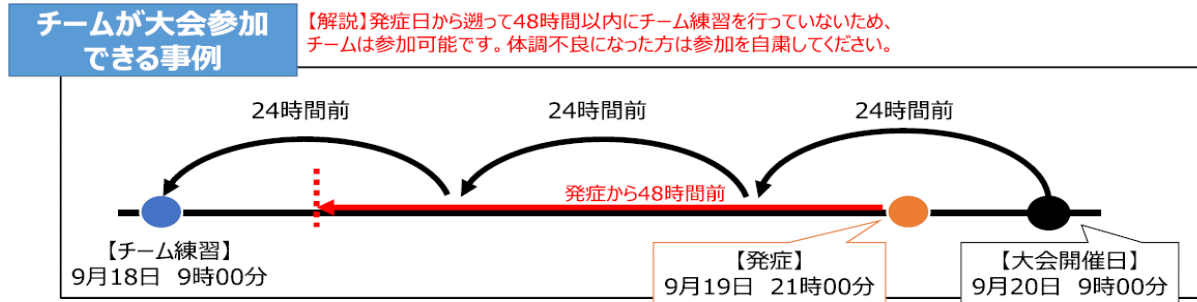 チームが大会参加
できる事例
【解説】発症日から遡って48時間以内にチーム練習を行っていないため、
チームは参加可能です。体調不良になった方は参加を自粛してください。
24時間前
24時間前
24時間前
発症から48時間前
【チーム練習】
9月18日 9時00分
【発症】
9月19日 21時00分
【大会開催日】
9月20日 9時00分